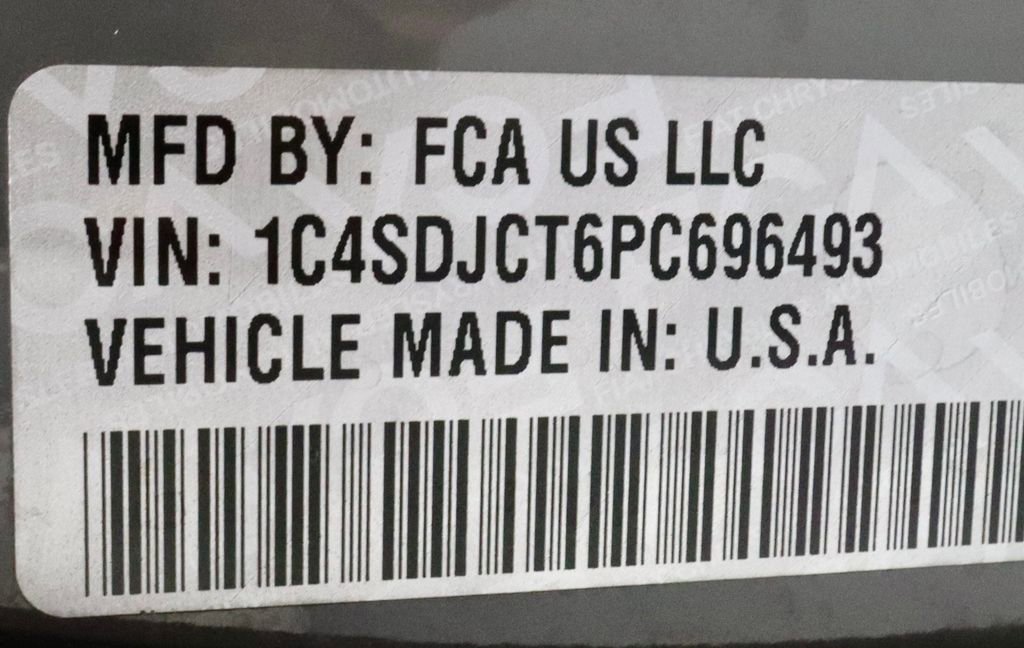 MFD BY: FCA US LLC
VIN: 1C4SDJCT6PC696493
VEHICLE MADE IN: U.S.A.